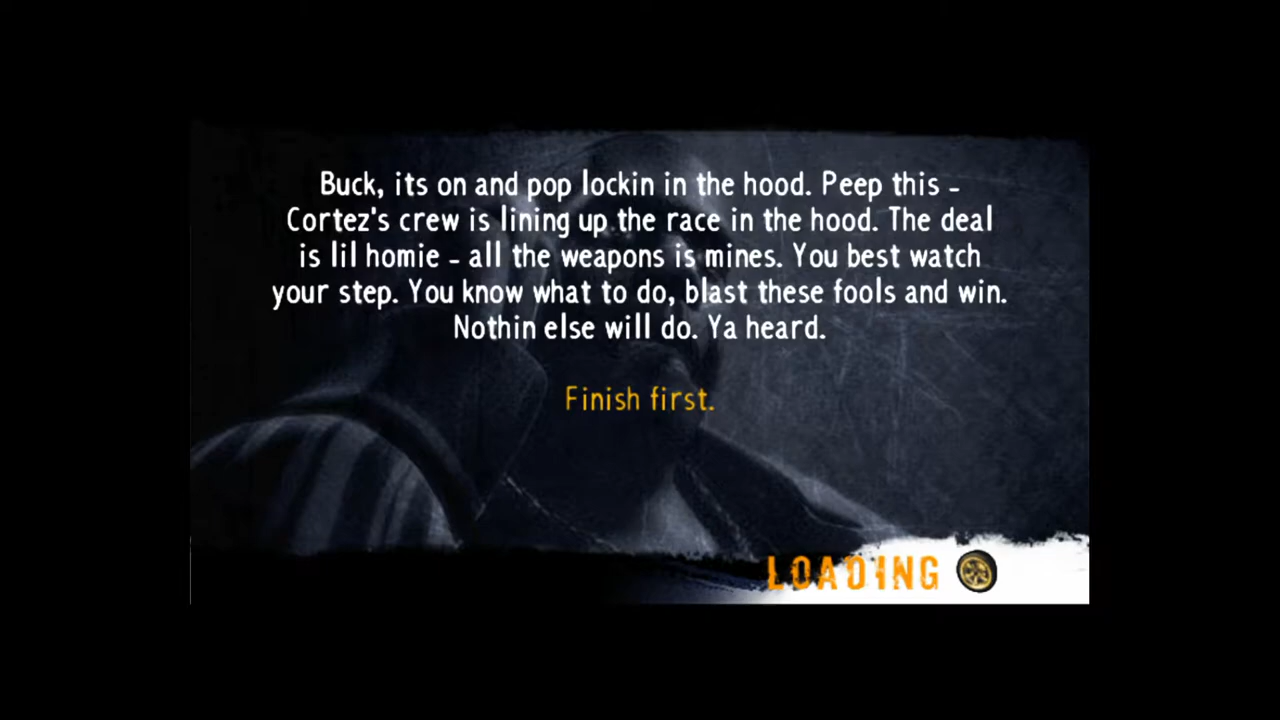 Buck, its on and pop lockin in the hood. Peep this -
Cortez's crew is lining up the race in the hood. The deal
is lil homie - all the weapons is mines. You best watch
your step. You know what to do, blast these fools and win.
Nothin else will do. Ya heard.
Finish first.
LOADING